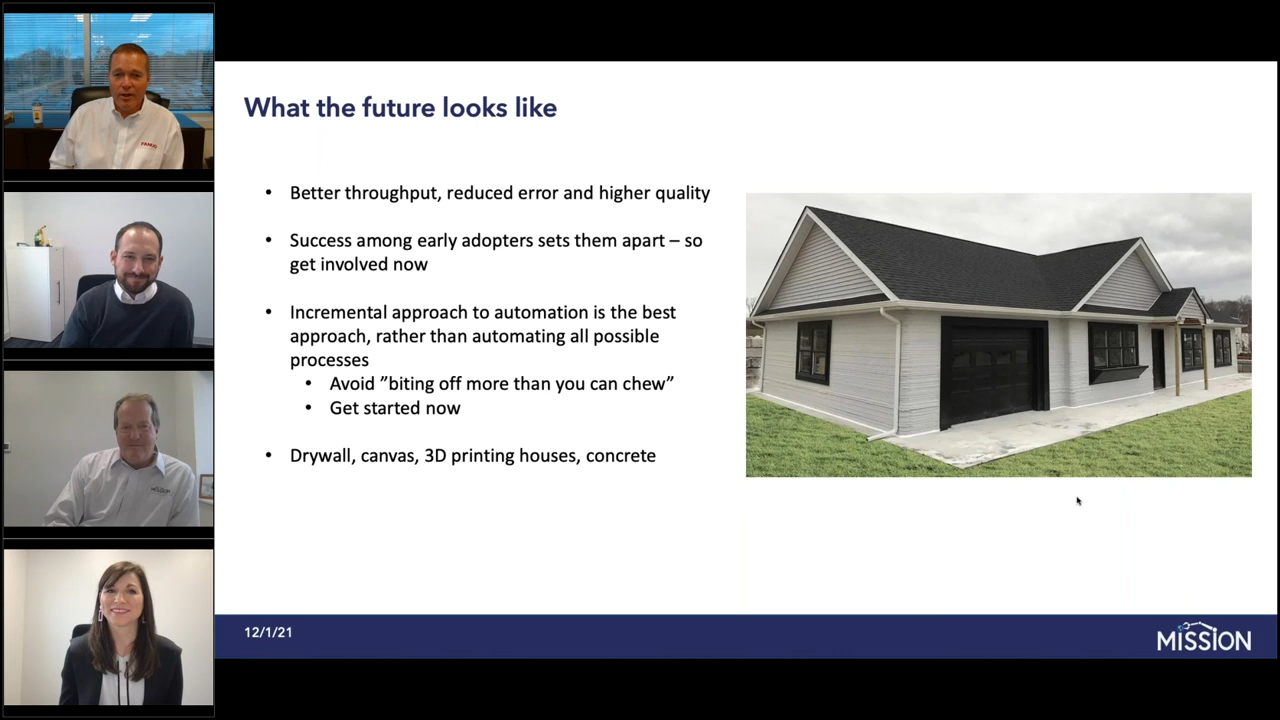 FANUC
What the future looks like
• Better throughput, reduced error and higher quality
• Success among early adopters sets them apart – so
get involved now
• Incremental approach to automation is the best
approach, rather than automating all possible
processes
• Avoid ”biting off more than you can chew”
• Get started now
• Drywall, canvas, 3D printing houses, concrete
12/1/21
MISSION